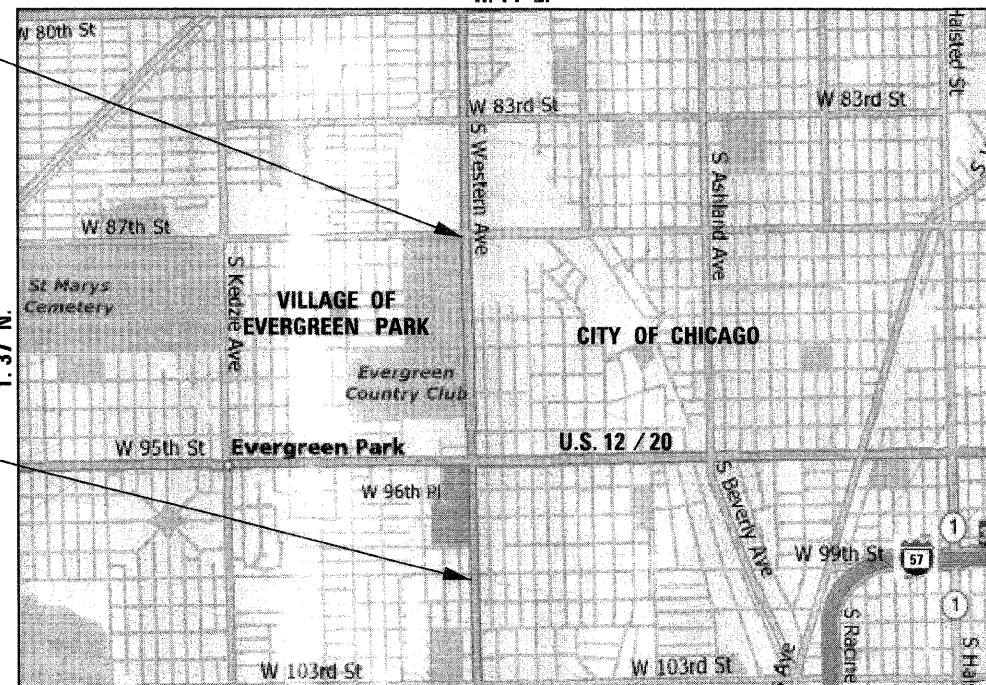 W 80th St
Halsted St
W 83rd St
W 83rd St
S Western Ave
S Ashland Ave
W 87th St
St Marys
Cemetery
S Kedzie Ave
VILLAGE OF
EVERGREEN PARK
CITY OF CHICAGO
T. 37 N.
Evergreen
Country Club
W 95th St
Evergreen Park
U.S. 12 / 20
W 96th Pl
S Beverly Ave
W 99th St
57
1
1
S Racine
W 103rd St
W 103rd St